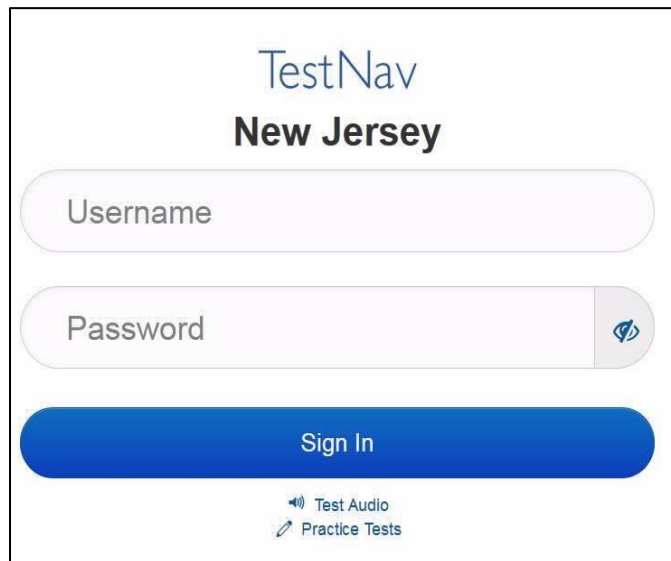 TestNav
New Jersey
Username
Password
Sign In
Test Audio
Practice Tests